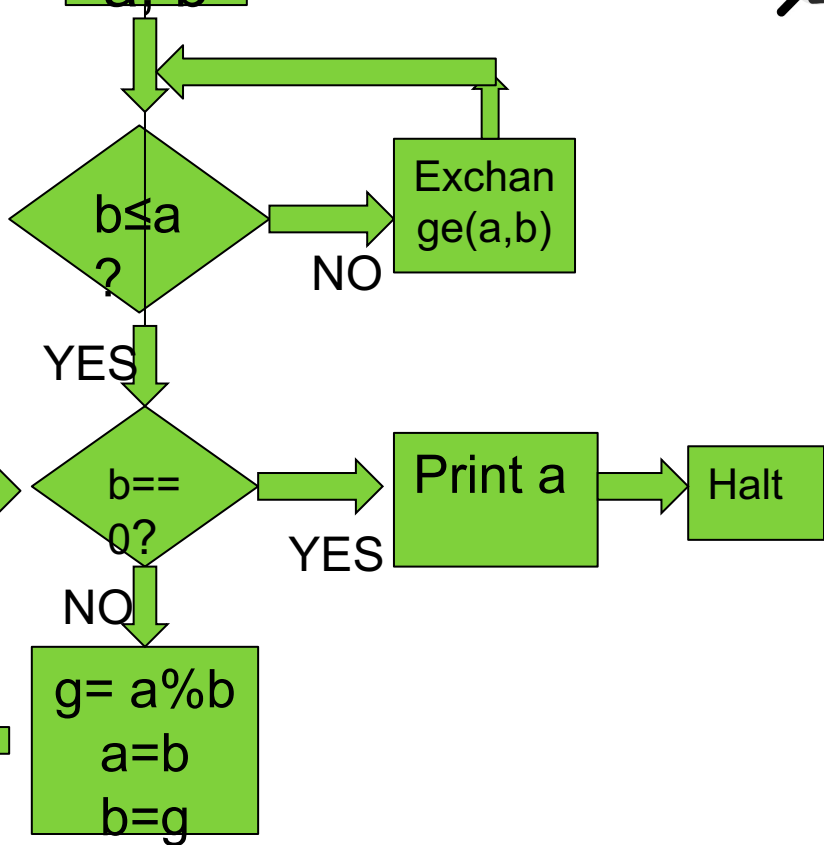 a, b
b≤a
?
Exchan
ge(a,b)
NO
YES
b==
0?
YES
Print a
Halt
NO
g= a%b
a=b
b=g